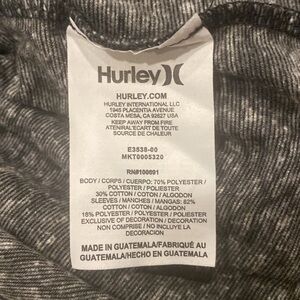 Hurley
HURLEY.COM
HURLEY INTERNATIONAL LLC
1945 PLACENTIA AVENUE
COSTA MESA, CA 92627 USA
KEEP AWAY FROM FIRE
ATENIRALECART DE TOUTE
SOURCE DE CHALEUR
E3538-00
MKT0005320
RN#100691
BODY / CORPS / CUERPO: 70% POLYESTER /
POLYESTER / POLIESTER
30% COTTON / COTON / ALGODON
SLEEVES / MANCHES / MANGAS: 82%
COTTON / COTON / ALGODON
18% POLYESTER / POLYESTER / POLIESTER
EXCLUSIVE OF DECORATION / DECORATION
NON COMPRISE / NO INCLUYE LA
DECORACION
MADE IN GUATEMALA/FABRIQUÉ AU
GUATEMALA/HECHO EN GUATEMALA